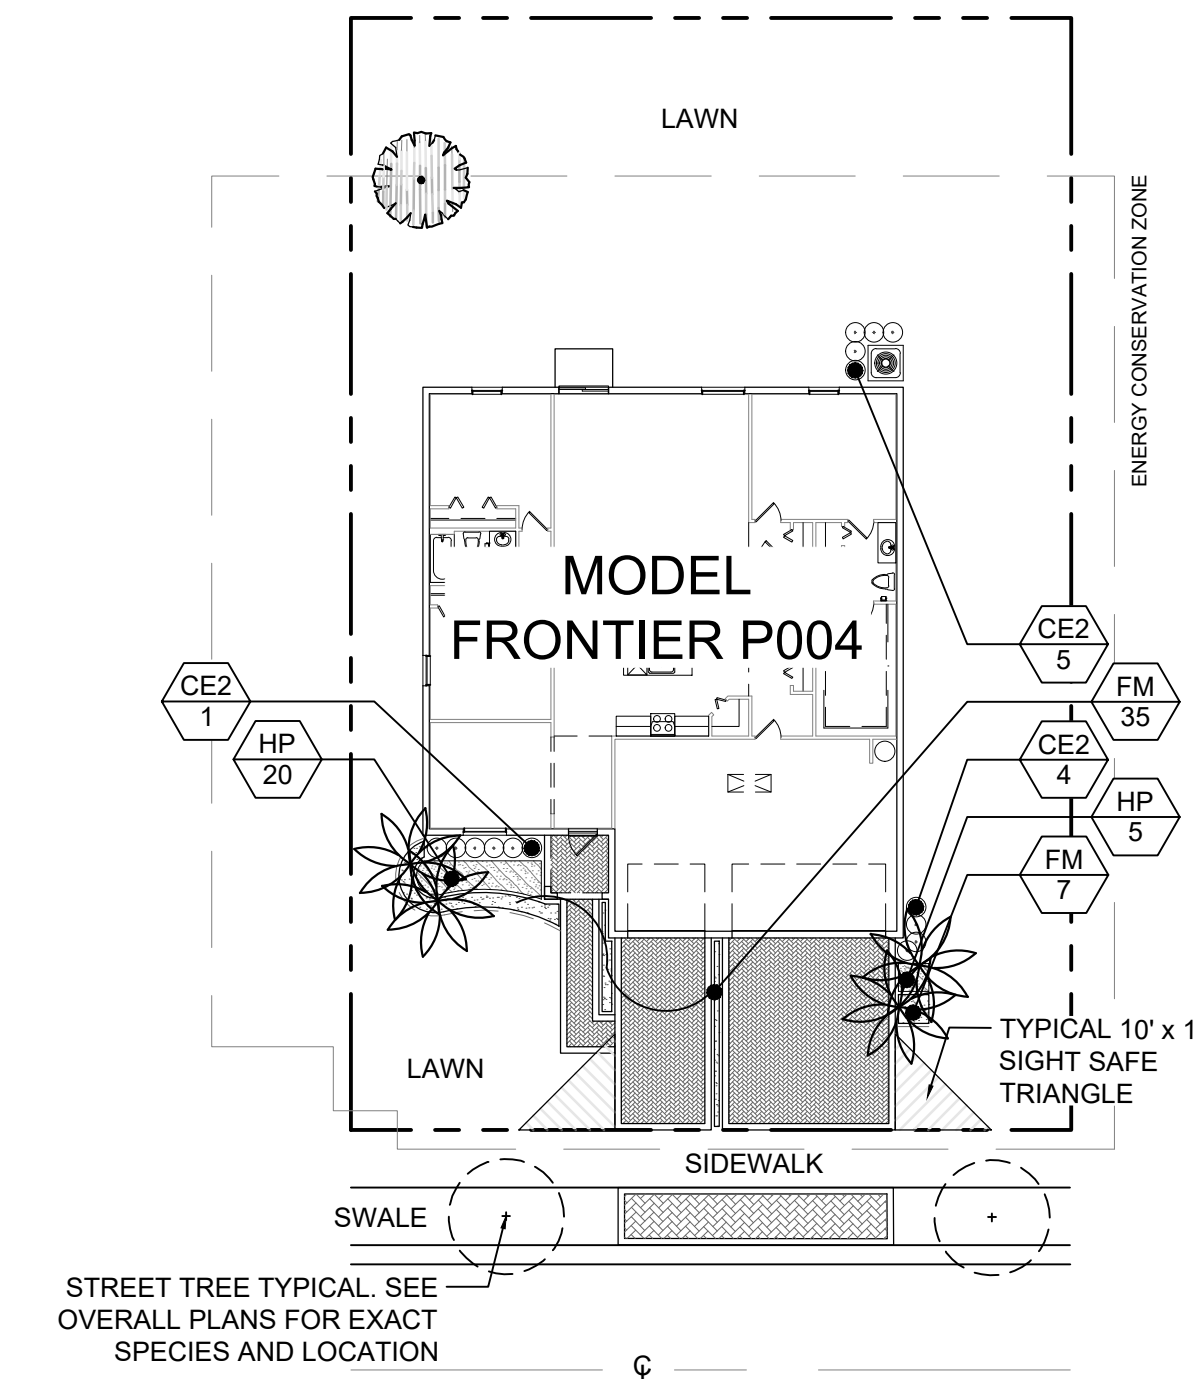 LAWN
ENERGY CONSERVATION ZONE
MODEL
FRONTIER P004
CE2
5
CE2
1
FM
35
HP
20
CE2
4
HP
5
FM
7
TYPICAL 10' x 1
SIGHT SAFE
TRIANGLE
LAWN
SIDEWALK
SWALE
STREET TREE TYPICAL. SEE
OVERALL PLANS FOR EXACT
SPECIES AND LOCATION
℄